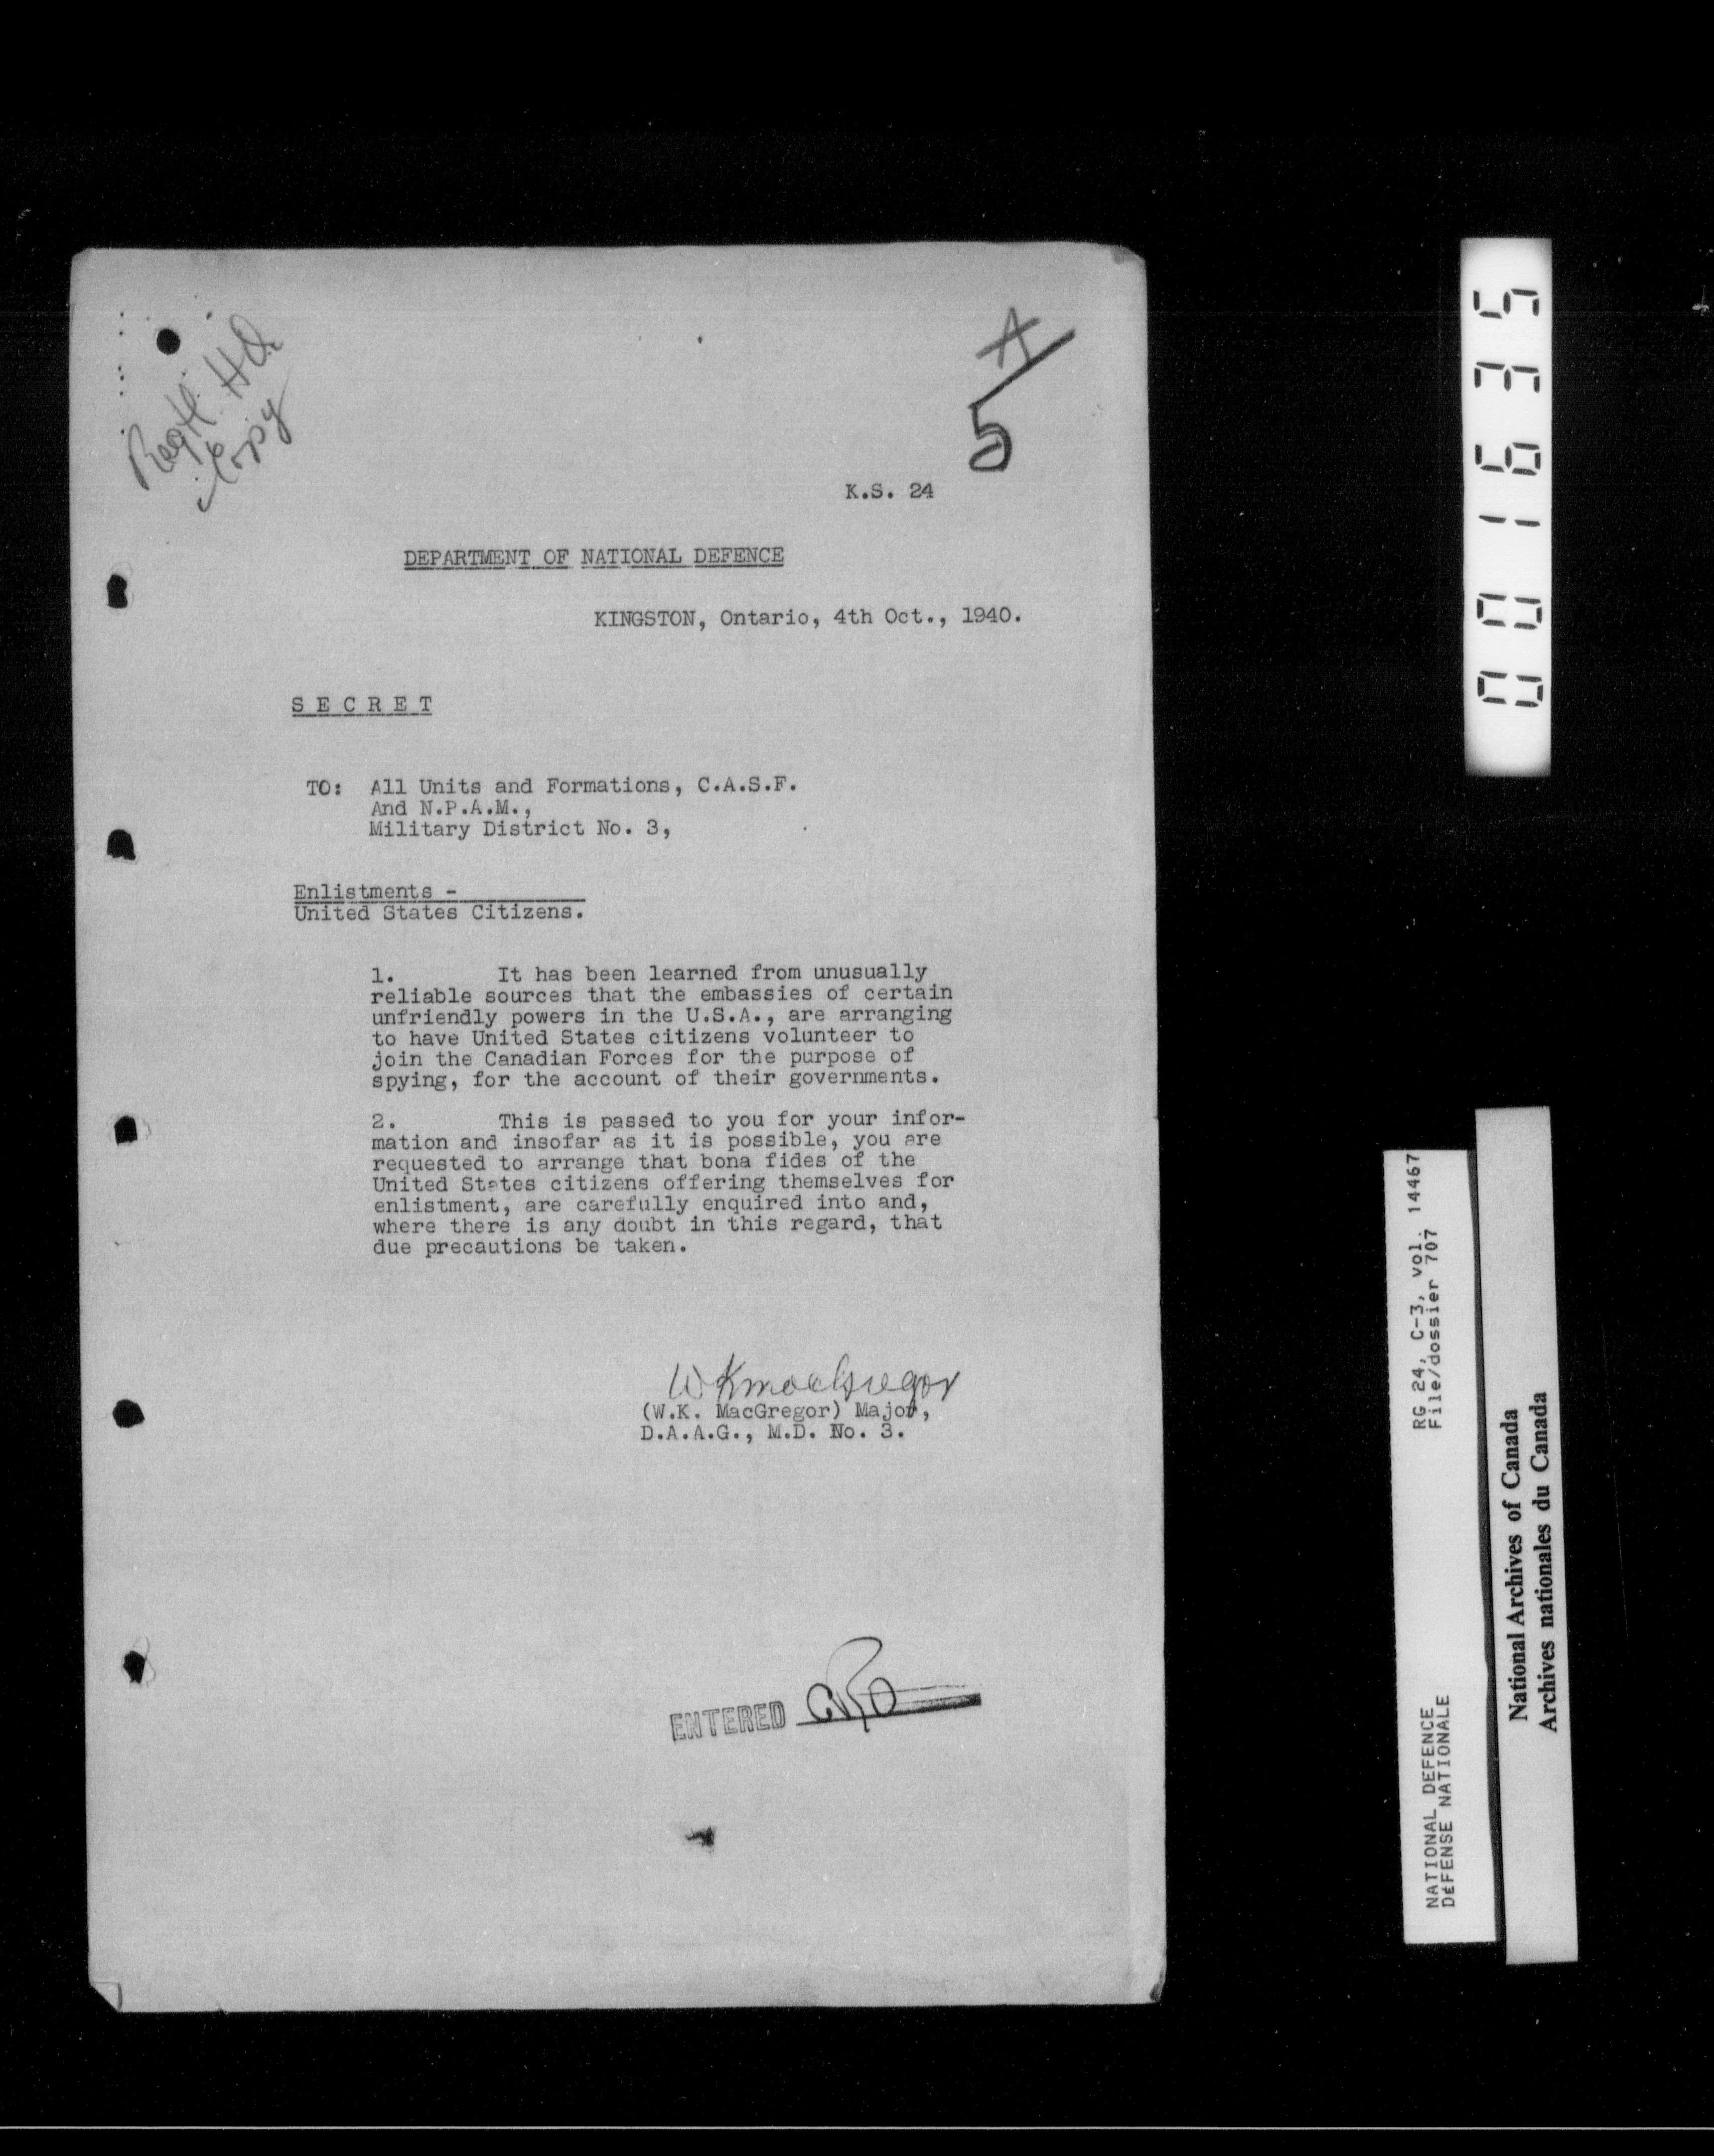 Regtl. HQ.
Copy
A
5
K.S. 24
DEPARTMENT OF NATIONAL DEFENCE
KINGSTON, Ontario, 4th Oct., 1940.
S E C R E T
TO: All Units and Formations, C.A.S.F.
And N.P.A.M.,
Military District No. 3,
Enlistments -
United States Citizens.
1. It has been learned from unusually
reliable sources that the embassies of certain
unfriendly powers in the U.S.A., are arranging
to have United States citizens volunteer to
join the Canadian Forces for the purpose of
spying, for the account of their governments.
2. This is passed to you for your infor-
mation and insofar as it is possible, you are
requested to arrange that bona fides of the
United States citizens offering themselves for
enlistment, are carefully enquired into and,
where there is any doubt in this regard, that
due precautions be taken.
WKMacGregor
(W.K. MacGregor) Major,
D.A.A.G., M.D. No. 3.
ENTERED
001635
RG 24, C-3, vol. 14467
File/dossier 707
NATIONAL DEFENCE
DÉFENSE NATIONALE
National Archives of Canada
Archives nationales du Canada